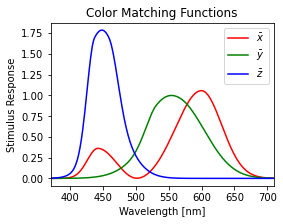 Color Matching Functions
x̄
ȳ
z̄
Stimulus Response
1.75
1.50
1.25
1.00
0.75
0.50
0.25
0.00
400 450 500 550 600 650 700
Wavelength [nm]